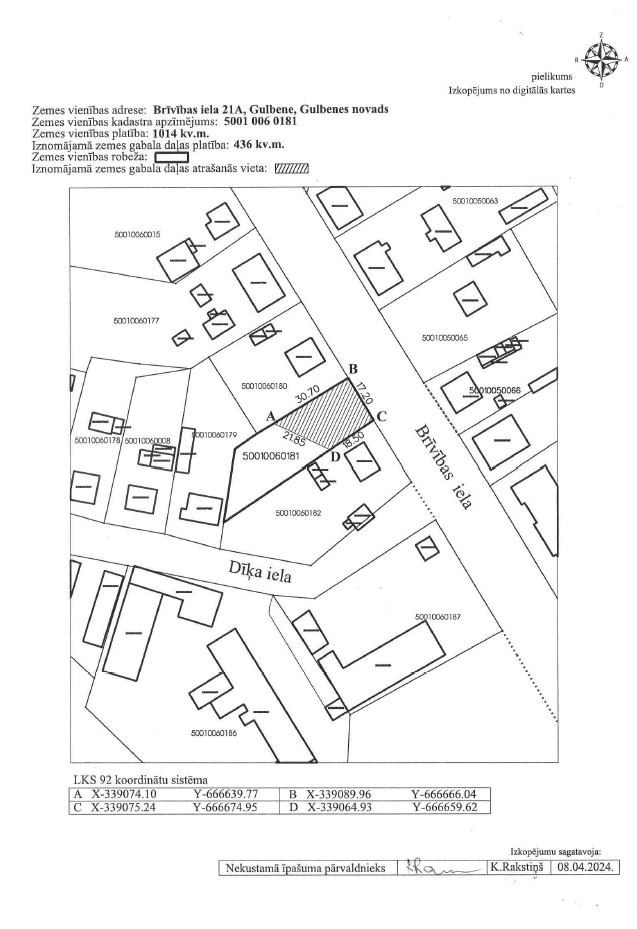 Z
R
A
D
pielikums
Izkopējums no digitālās kartes
Zemes vienības adrese: Brīvības iela 21A, Gulbene, Gulbenes novads
Zemes vienības kadastra apzīmējums: 5001 006 0181
Zemes vienības platība: 1014 kv.m.
Iznomājamā zemes gabala daļas platība: 436 kv.m.
Zemes vienības robeža:
Iznomājamā zemes gabala daļas atrašanās vieta:
50010050063
50010060015
50010060177
50010050065
50010060180
50010050066
B
30.70
17.20
A
C
21.85
D
50010060178
50010060008
50010060179
50010060181
Brīvības iela
50010060182
Dīķa iela
50010060187
50010060186
LKS 92 koordinātu sistēma
A X-339074.10 Y-666639.77 B X-339089.96 Y-666666.04
C X-339075.24 Y-666674.95 D X-339064.93 Y-666659.62
Izkopējumu sagatavoja:
Nekustamā īpašuma pārvaldnieks K.Rakstiņš 08.04.2024.